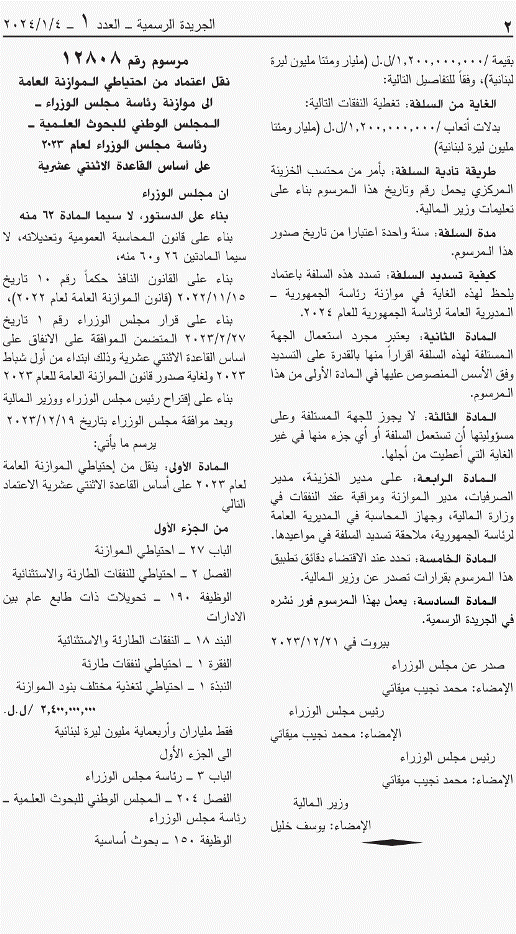 ٢
الجريدة الرسمية ـ العدد ١ ـ ٢٠٢٤/١/٤
بقيمة /١,٢٠٠,٠٠٠,٠٠٠/ل.ل (مليار ومئتا مليون ليرة
لبنانية)، وفقاً للتفاصيل التالية:
الغاية من السلفة: تغطية النفقات التالية:
بدلات أتعاب /١,٢٠٠,٠٠٠,٠٠٠/ل.ل (مليار ومئتا
مليون ليرة لبنانية)
طريقة تأدية السلفة: بأمر من محتسب الخزينة
المركزي يحمل رقم وتاريخ هذا المرسوم بناء على
تعليمات وزير المالية.
مدة السلفة: سنة واحدة اعتبارا من تاريخ صدور
هذا المرسوم.
كيفية تسديد السلفة: تسدد هذه السلفة باعتماد
يلحظ لهذه الغاية في موازنة رئاسة الجمهورية ـ
المديرية العامة لرئاسة الجمهورية للعام ٢٠٢٤.
المادة الثانية: يعتبر مجرد استعمال الجهة
المستلفة لهذه السلفة اقراراً منها بالقدرة على التسديد
وفق الأسس المنصوص عليها في المادة الأولى من هذا
المرسوم.
المادة الثالثة: لا يجوز للجهة المستلفة وعلى
مسؤوليتها أن تستعمل السلفة أو أي جزء منها في غير
الغاية التي أعطيت من أجلها.
المادة الرابعة: على مدير الخزينة، مدير
الصرفيات، مدير الموازنة ومراقبة عقد النفقات في
وزارة المالية، وجهاز المحاسبة في المديرية العامة
لرئاسة الجمهورية، ملاحقة تسديد السلفة في مواعيدها.
المادة الخامسة: تحدد عند الاقتضاء دقائق تطبيق
هذا المرسوم بقرارات تصدر عن وزير المالية.
المادة السادسة: يعمل بهذا المرسوم فور نشره
في الجريدة الرسمية.
بيروت في ٢٠٢٣/١٢/٢١
صدر عن مجلس الوزراء
الإمضاء: محمد نجيب ميقاتي
رئيس مجلس الوزراء
الإمضاء: محمد نجيب ميقاتي
رئيس مجلس الوزراء
الإمضاء: محمد نجيب ميقاتي
وزير المالية
الإمضاء: يوسف خليل
مرسوم رقم ١٢٨٠٨
نقل اعتماد من احتياطي الموازنة العامة
الى موازنة رئاسة مجلس الوزراء ـ
المجلس الوطني للبحوث العلمية ـ
رئاسة مجلس الوزراء لعام ٢٠٢٣
على أساس القاعدة الاثنتي عشرية
ان مجلس الوزراء
بناء على الدستور، لا سيما المادة ٦٢ منه
بناء على قانون المحاسبة العمومية وتعديلاته، لا
سيما المادتين ٢٦ و٦٠ منه،
بناء على القانون النافذ حكماً رقم ١٠ تاريخ
٢٠٢٢/١١/١٥ (قانون الموازنة العامة لعام ٢٠٢٢)،
بناء على قرار مجلس الوزراء رقم ١ تاريخ
٢٠٢٣/٢/٢٧ المتضمن الموافقة على الانفاق على
اساس القاعدة الاثنتي عشرية وذلك ابتداء من أول شباط
٢٠٢٣ ولغاية صدور قانون الموازنة العامة للعام ٢٠٢٣
بناء على إقتراح رئيس مجلس الوزراء ووزير المالية
وبعد موافقة مجلس الوزراء بتاريخ ٢٠٢٣/١٢/١٩
يرسم ما يأتي:
المادة الأولى: ينقل من إحتياطي الموازنة العامة
لعام ٢٠٢٣ على أساس القاعدة الاثنتي عشرية الاعتماد
التالي
من الجزء الأول
الباب ٢٧ ـ احتياطي الموازنة
الفصل ٢ ـ احتياطي للنفقات الطارئة والاستثنائية
الوظيفة ١٩٠ ـ تحويلات ذات طابع عام بين
الادارات
البند ١٨ ـ النفقات الطارئة والاستثنائية
الفقرة ١ ـ احتياطي لنفقات طارئة
النبذة ١ ـ احتياطي لتغذية مختلف بنود الموازنة
٢,٤٠٠,٠٠٠,٠٠٠ /ل.ل.
فقط ملياران وأربعماية مليون ليرة لبنانية
الى الجزء الأول
الباب ٣ ـ رئاسة مجلس الوزراء
الفصل ٢٠٤ ـ المجلس الوطني للبحوث العلمية ـ
رئاسة مجلس الوزراء
الوظيفة ١٥٠ ـ بحوث أساسية